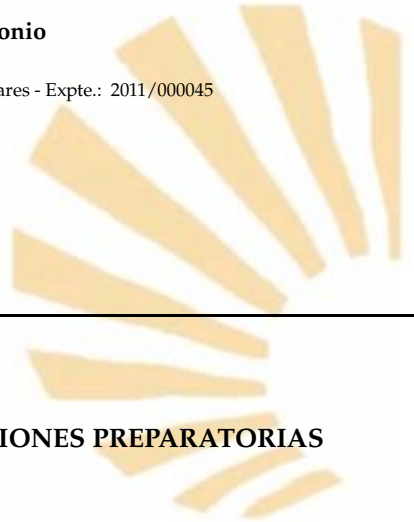 onio
ares - Expte.: 2011/000045
IONES PREPARATORIAS